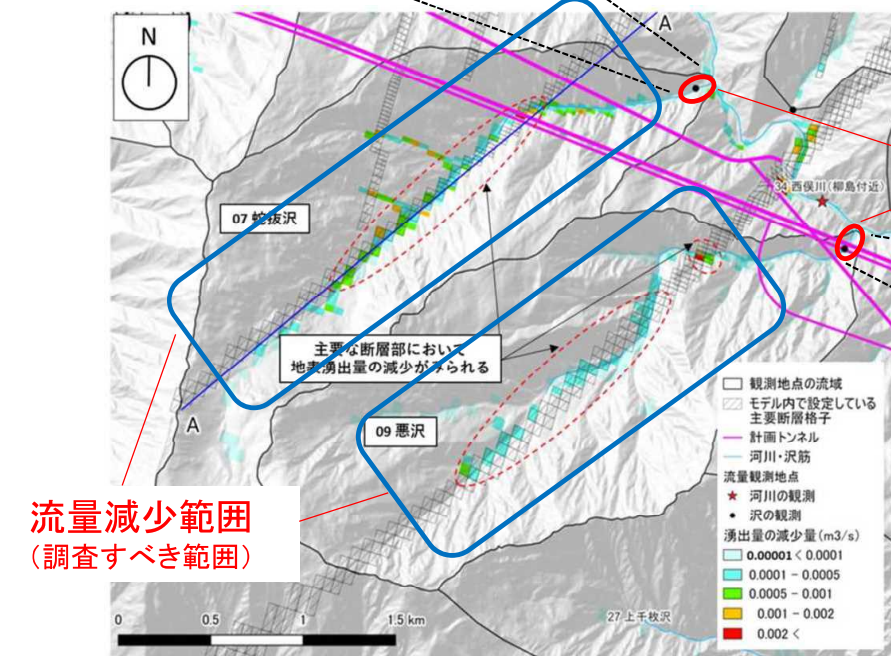 N
A
34 西俣川(柳島付近)
07 蛇抜沢
主要な断層部において
地表湧出量の減少がみられる
A
09 悪沢
流量減少範囲
(調査すべき範囲)
観測地点の流域
モデル内で設定している
主要断層格子
計画トンネル
河川・沢筋
流量観測地点
河川の観測
沢の観測
湧出量の減少量(m3/s)
0.00001 < 0.0001
0.0001 - 0.0005
0.0005 - 0.001
0.001 - 0.002
0.002 <
27 上千枚沢
0 0.5 1 1.5 km